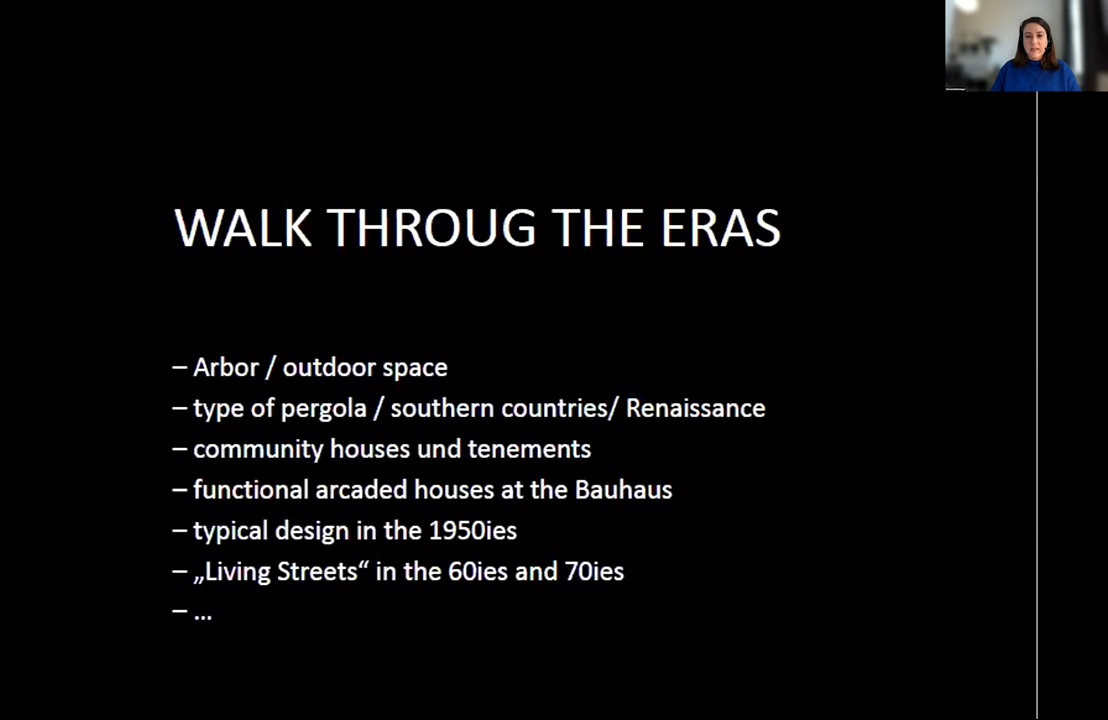 WALK THROUG THE ERAS
– Arbor / outdoor space
– type of pergola / southern countries/ Renaissance
– community houses und tenements
– functional arcaded houses at the Bauhaus
– typical design in the 1950ies
– „Living Streets“ in the 60ies and 70ies
– ...